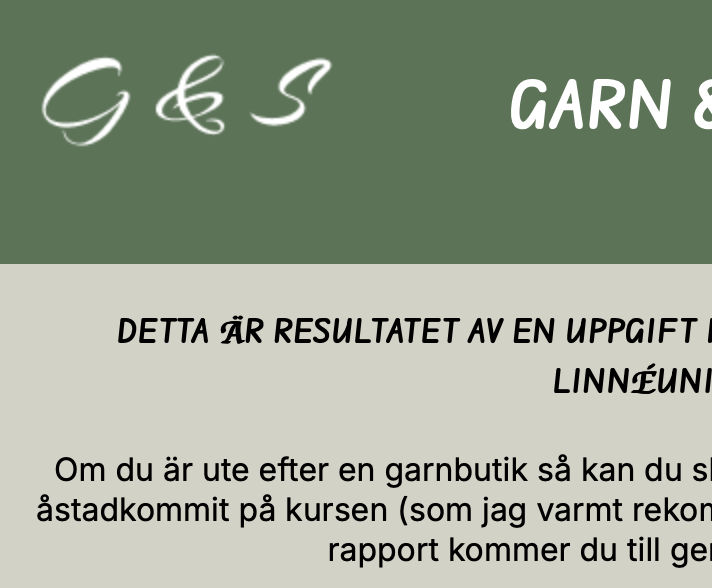 G & S
GARN &
DETTA ÄR RESULTATET AV EN UPPGIFT
LINNÉUNI
Om du är ute efter en garnbutik så kan du
åstadkommit på kursen (som jag varmt rekom
rapport kommer du till ger